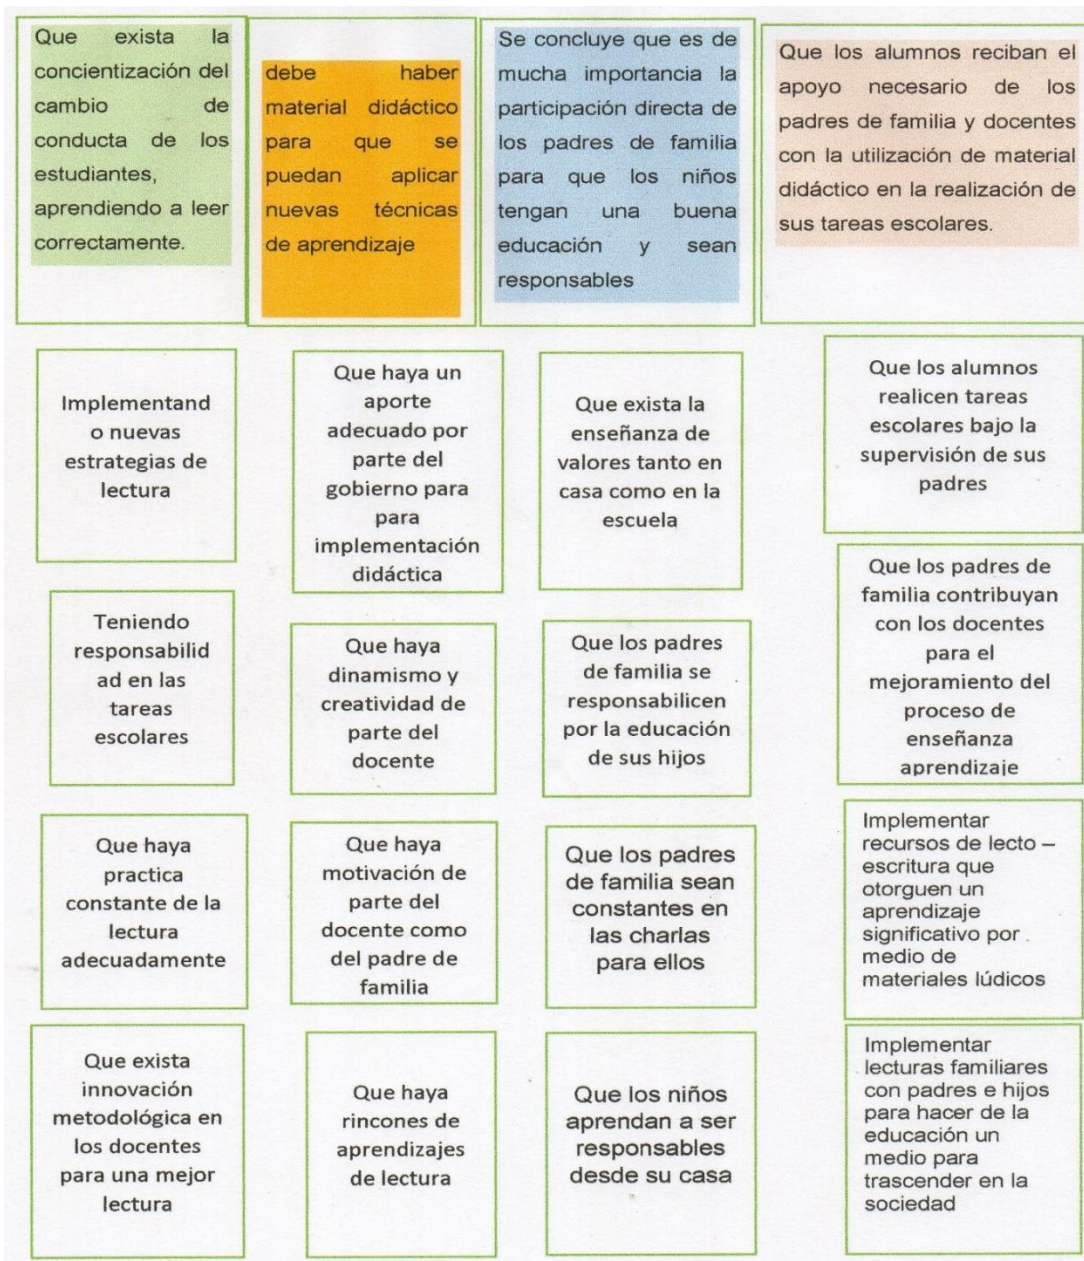 Que exista la
concientización del
cambio de
conducta de los
estudiantes,
aprendiendo a leer
correctamente.
debe haber
material didáctico
para que se
puedan aplicar
nuevas técnicas
de aprendizaje
Se concluye que es de
mucha importancia la
participación directa de
los padres de familia
para que los niños
tengan una buena
educación y sean
responsables
Que los alumnos reciban el
apoyo necesario de los
padres de familia y docentes
con la utilización de material
didáctico en la realización de
sus tareas escolares.
Implementand
o nuevas
estrategias de
lectura
Que haya un
aporte
adecuado por
parte del
gobierno para
para
implementación
didáctica
Que exista la
enseñanza de
valores tanto en
casa como en la
escuela
Que los alumnos
realicen tareas
escolares bajo la
supervisión de sus
padres
Teniendo
responsabilid
ad en las
tareas
escolares
Que haya
dinamismo y
creatividad de
parte del
docente
Que los padres
de familia se
responsabilicen
por la educación
de sus hijos
Que los padres de
familia contribuyan
con los docentes
para el
mejoramiento del
proceso de
enseñanza
aprendizaje
Que haya
practica
constante de la
lectura
adecuadamente
Que haya
motivación de
parte del
docente como
del padre de
familia
Que los padres
de familia sean
constantes en
las charlas
para ellos
Implementar
recursos de lecto –
escritura que
otorguen un
aprendizaje
significativo por
medio de
materiales lúdicos
Que exista
innovación
metodológica en
los docentes
para una mejor
lectura
Que haya
rincones de
aprendizajes
de lectura
Que los niños
aprendan a ser
responsables
desde su casa
Implementar
lecturas familiares
con padres e hijos
para hacer de la
educación un
medio para
trascender en la
sociedad